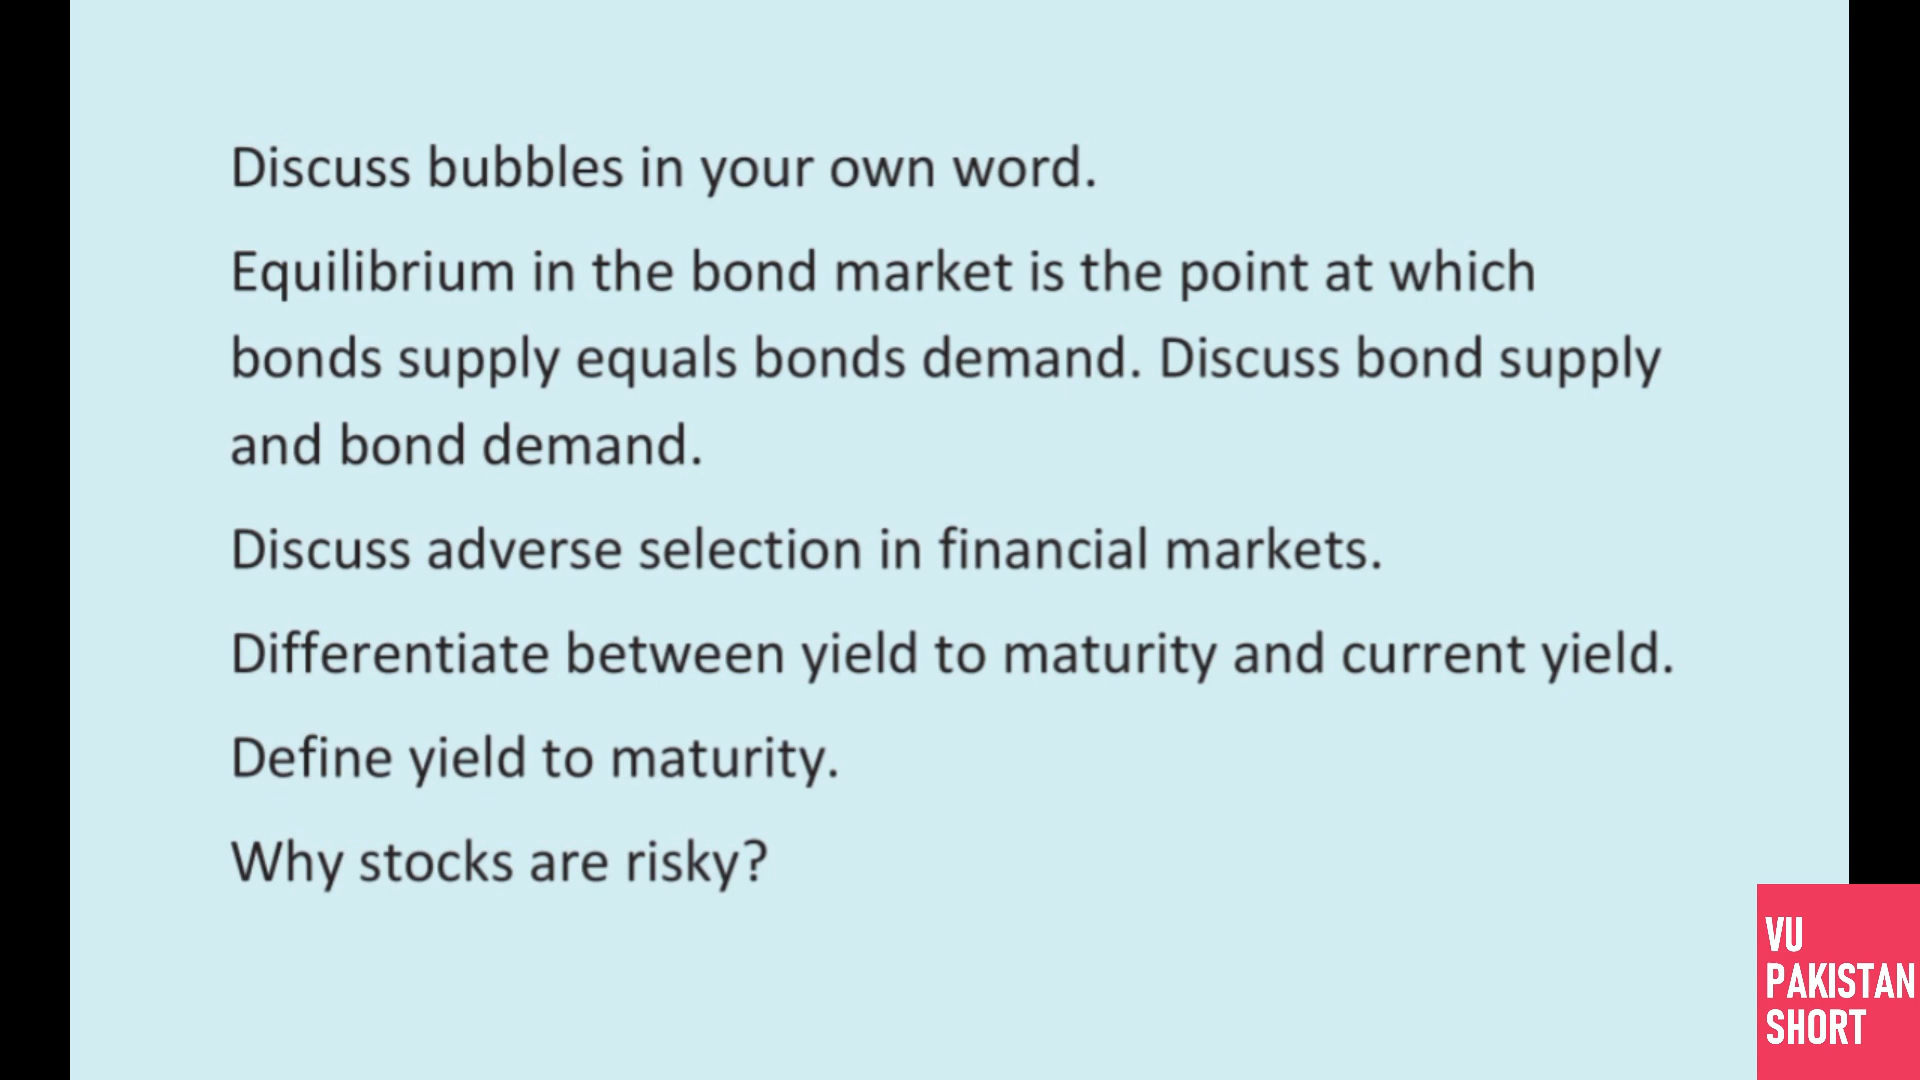 Discuss bubbles in your own word.
Equilibrium in the bond market is the point at which
bonds supply equals bonds demand. Discuss bond supply
and bond demand.
Discuss adverse selection in financial markets.
Differentiate between yield to maturity and current yield.
Define yield to maturity.
Why stocks are risky?
VU
PAKISTAN
SHORT